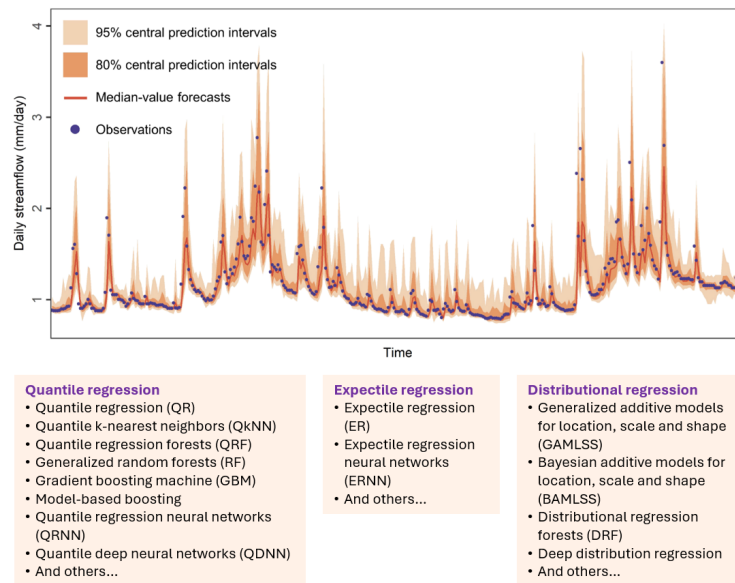 4
3
2
1
Daily streamflow (mm/day)
95% central prediction intervals
80% central prediction intervals
Median-value forecasts
Observations
Time
Quantile regression
• Quantile regression (QR)
• Quantile k-nearest neighbors (QkNN)
• Quantile regression forests (QRF)
• Generalized random forests (RF)
• Gradient boosting machine (GBM)
• Model-based boosting
• Quantile regression neural networks
(QRNN)
• Quantile deep neural networks (QDNN)
• And others...
Expectile regression
• Expectile regression
(ER)
• Expectile regression
neural networks
(ERNN)
• And others...
Distributional regression
• Generalized additive models
for location, scale and shape
(GAMLSS)
• Bayesian additive models for
location, scale and shape
(BAMLSS)
• Distributional regression
forests (DRF)
• Deep distribution regression
• And others...